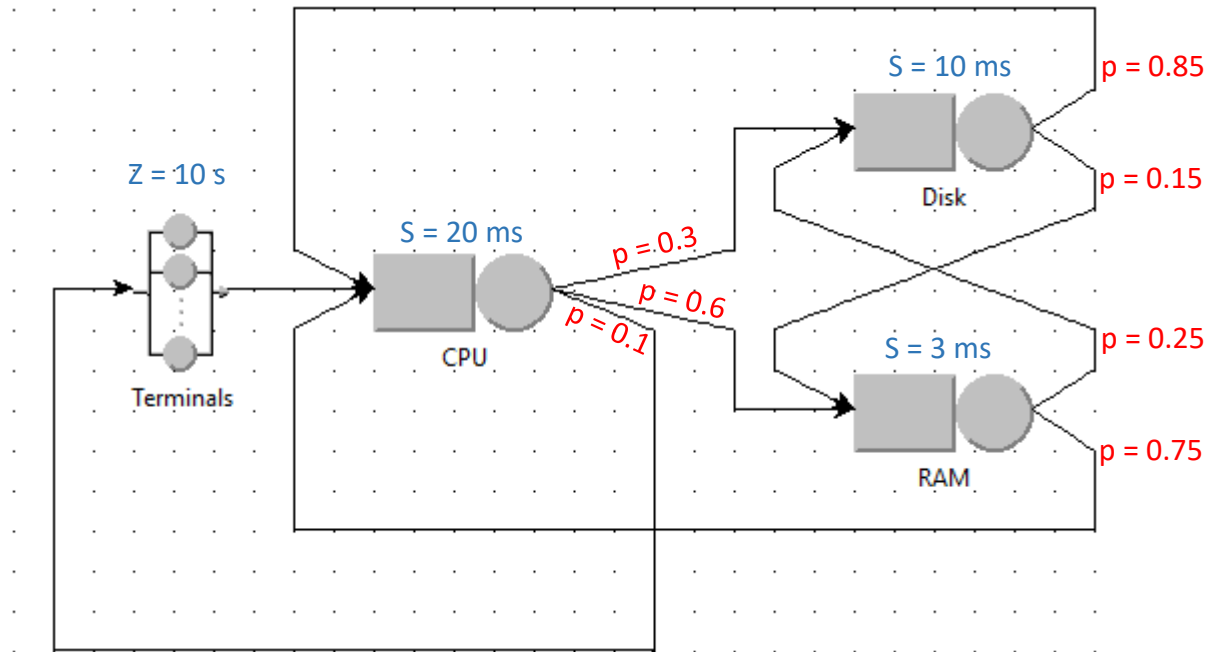 S = 10 ms
p = 0.85
Z = 10 s
p = 0.15
Disk
S = 20 ms
p = 0.3
p = 0.6
p = 0.1
CPU
S = 3 ms
p = 0.25
Terminals
p = 0.75
RAM